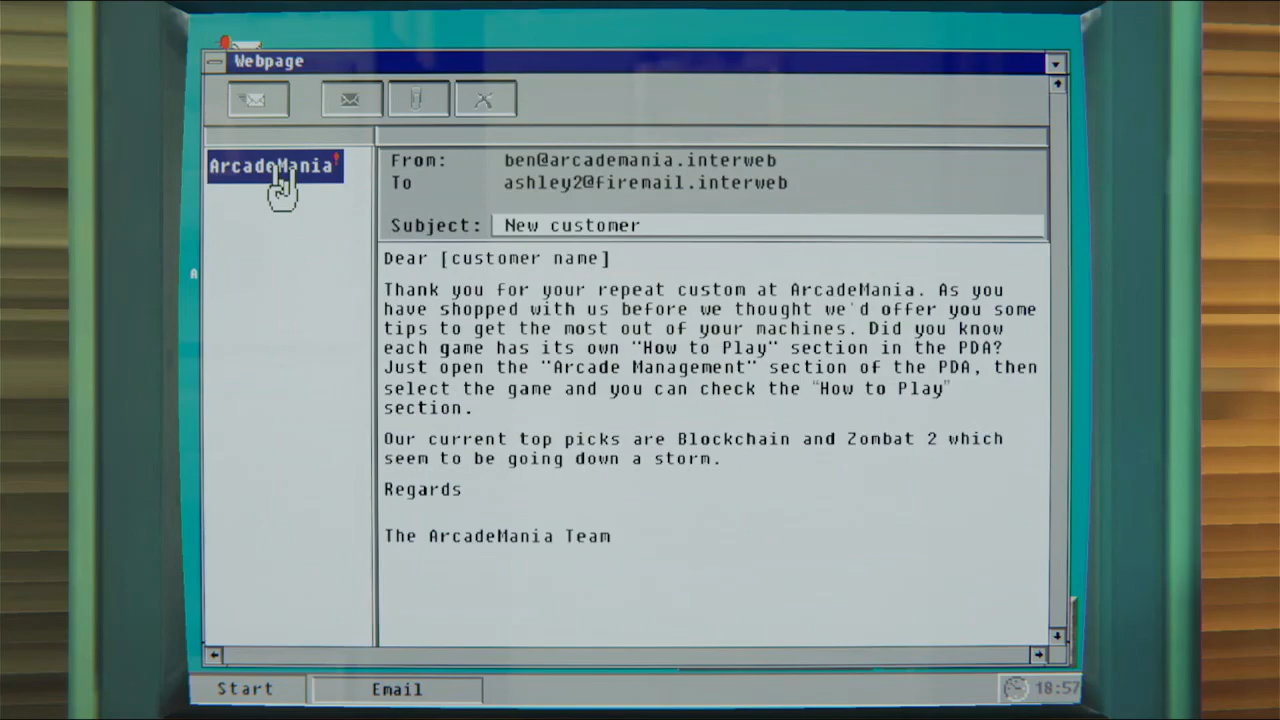 Webpage
ArcadeMania!
From: ben@arcademania.interweb
To ashley2@firemail.interweb
Subject: New customer
Dear [customer name]
Thank you for your repeat custom at ArcadeMania. As you
have shopped with us before we thought we'd offer you some
tips to get the most out of your machines. Did you know
each game has its own "How to Play" section in the PDA?
Just open the "Arcade Management" section of the PDA, then
select the game and you can check the “How to Play”
section.
Our current top picks are Blockchain and Zombat 2 which
seem to be going down a storm.
Regards
The ArcadeMania Team
A
Start Email 18:57